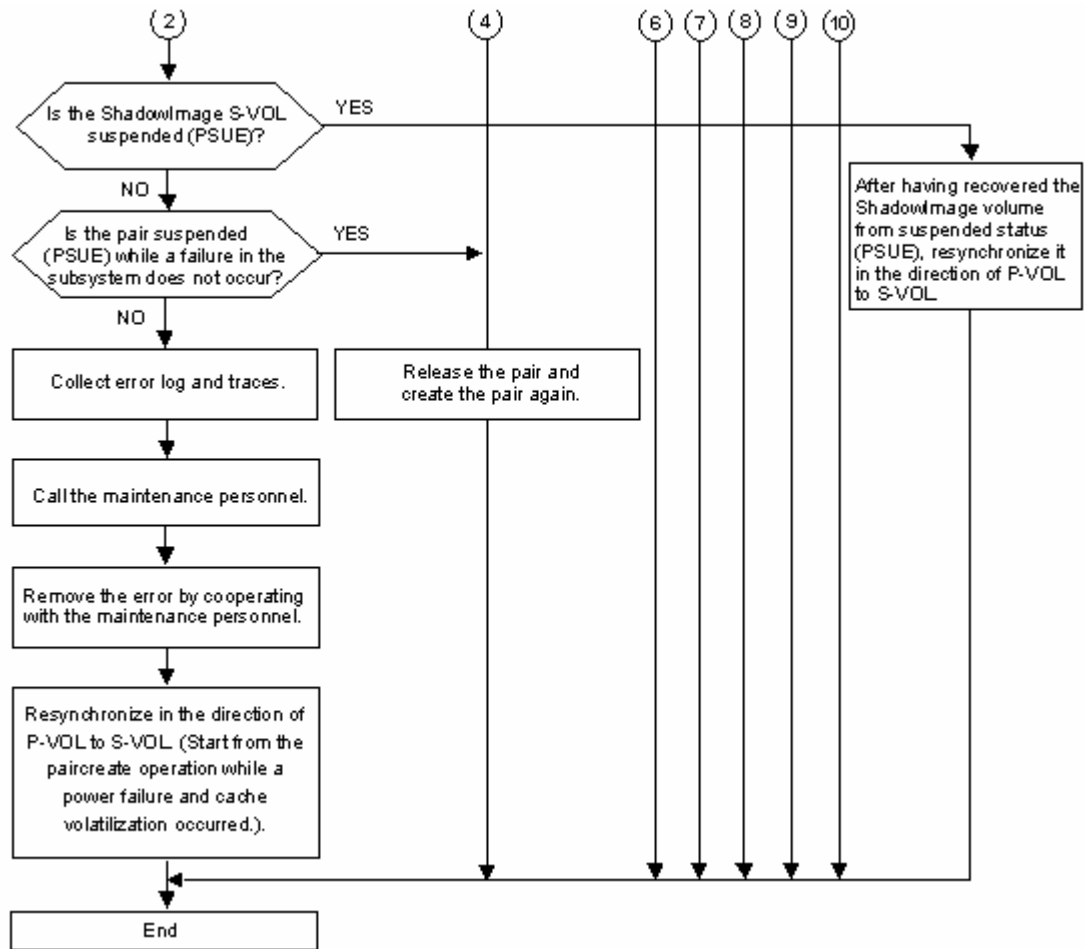 2
4
6
7
8
9
10
Is the ShadowImage S-VOL
suspended (PSUE)?
YES
NO
After having recovered the
ShadowImage volume
from suspended status
(PSUE), resynchronize it
in the direction of P-VOL
to S-VOL.
Is the pair suspended
(PSUE) while a failure in the
subsystem does not occur?
YES
NO
Collect error log and traces.
Release the pair and
create the pair again.
Call the maintenance personnel.
Remove the error by cooperating
with the maintenance personnel.
Resynchronize in the direction of
P-VOL to S-VOL. (Start from the
paircreate operation while a
power failure and cache
volatilization occurred.).
End